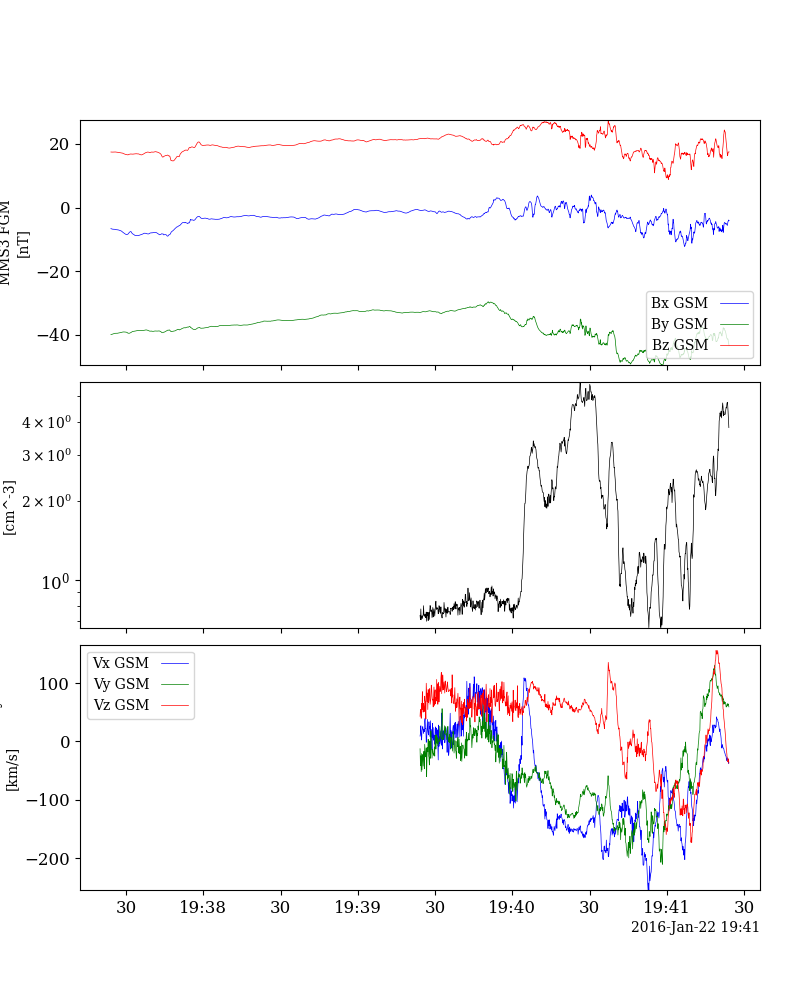 20
0
−20
−40
MMS3 FGM
[nT]
Bx GSM
By GSM
Bz GSM
4 × 10⁰
3 × 10⁰
2 × 10⁰
10⁰
[cm^-3]
Vx GSM
Vy GSM
Vz GSM
100
0
−100
−200
[km/s]
30 19:38 30 19:39 30 19:40 30 19:41 30
2016-Jan-22 19:41